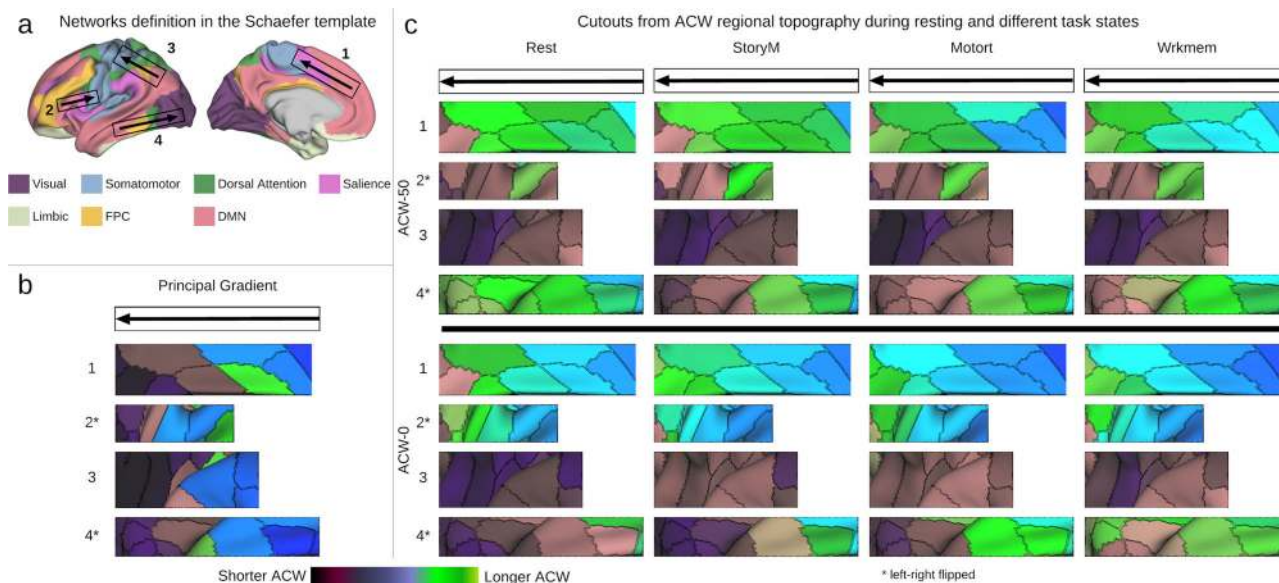 a Networks definition in the Schaefer template
3
1
2
4
Visual Somatomotor Dorsal Attention Salience
Limbic FPC DMN
b Principal Gradient
1
2*
3
4*
c Cutouts from ACW regional topography during resting and different task states
Rest StoryM Motort Wrkmem
ACW-50
1
2*
3
4*
ACW-0
1
2*
3
4*
Shorter ACW Longer ACW
* left-right flipped